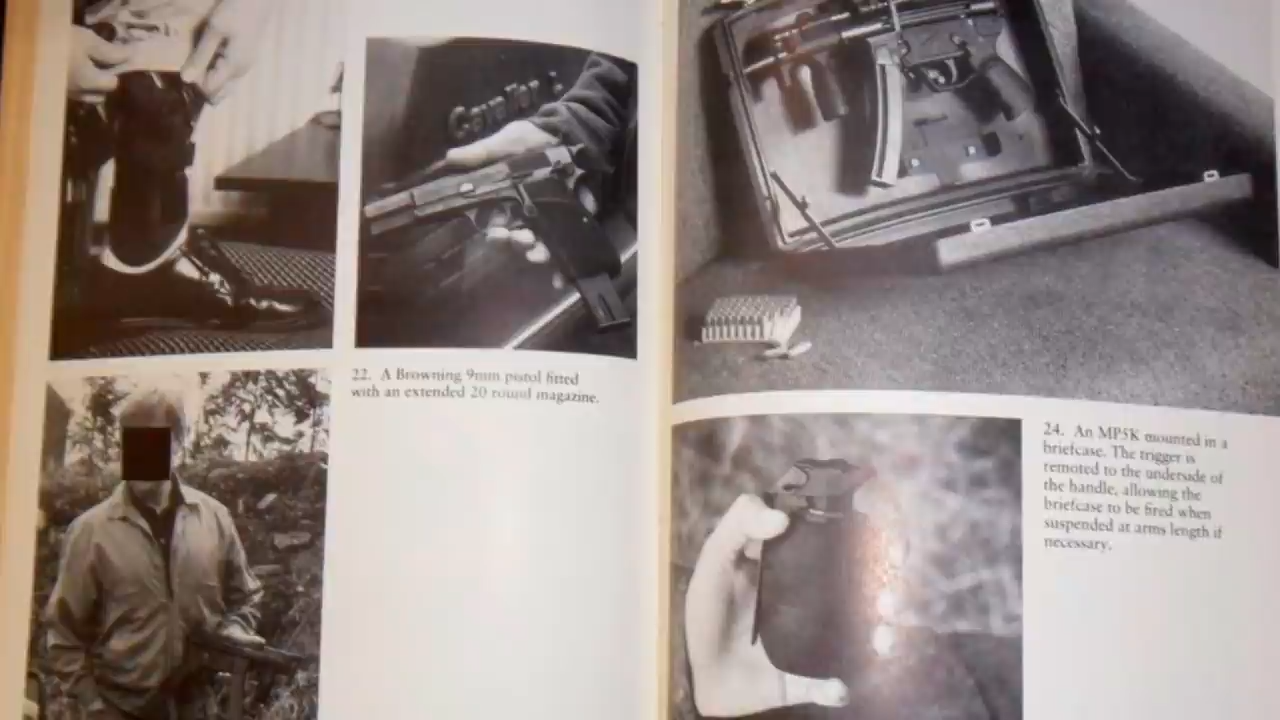 22. A Browning 9mm pistol fitted
with an extended 20 round magazine.
24. An MP5K mounted in a
briefcase. The trigger is
remoted to the underside of
the handle, allowing the
briefcase to be fired when
suspended at arms length if
necessary.